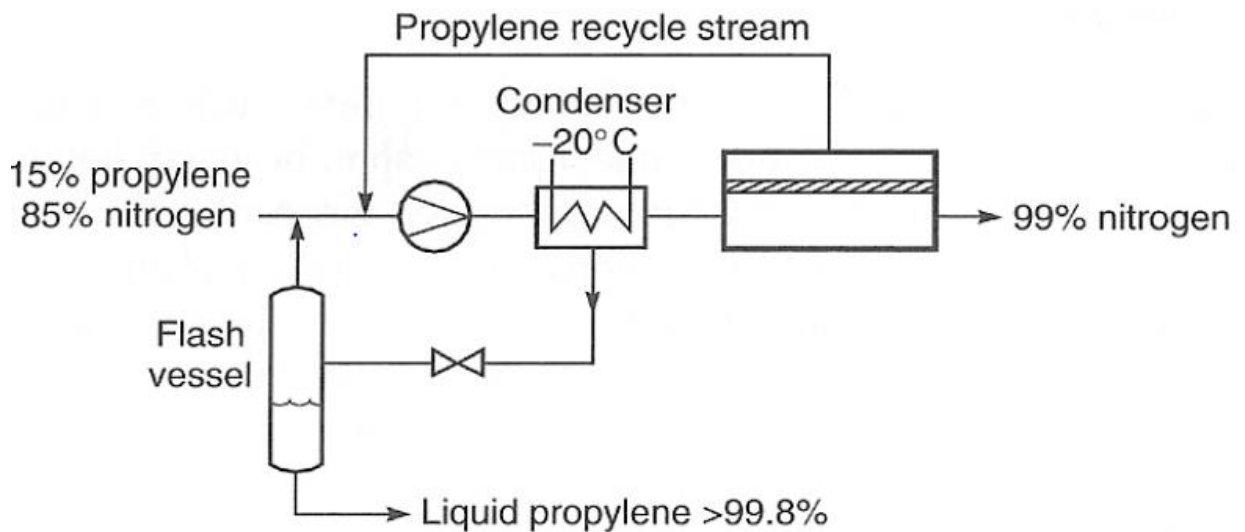 Propylene recycle stream
Condenser
–20°C
15% propylene
85% nitrogen
99% nitrogen
Flash
vessel
Liquid propylene >99.8%